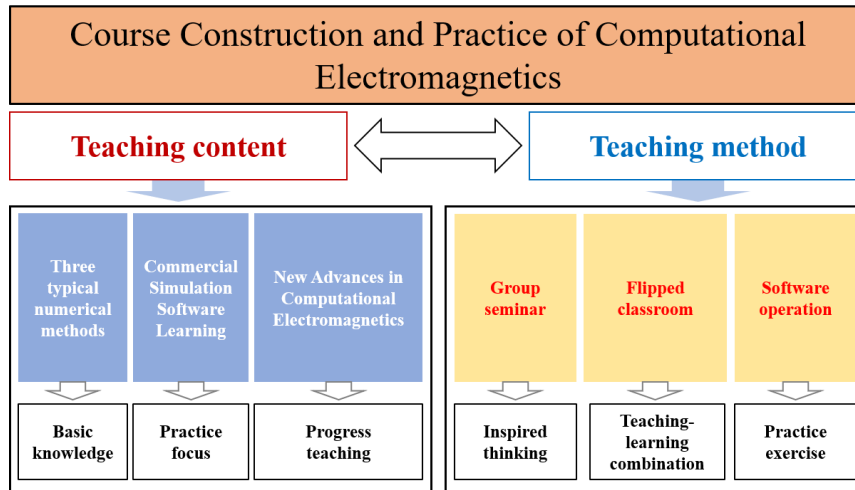 Course Construction and Practice of Computational
Electromagnetics
Teaching content
Teaching method
Three
typical
numerical
methods
Commercial
Simulation
Software
Learning
New Advances in
Computational
Electromagnetics
Group
seminar
Flipped
classroom
Software
operation
Basic
knowledge
Practice
focus
Progress
teaching
Inspired
thinking
Teaching-
learning
combination
Practice
exercise